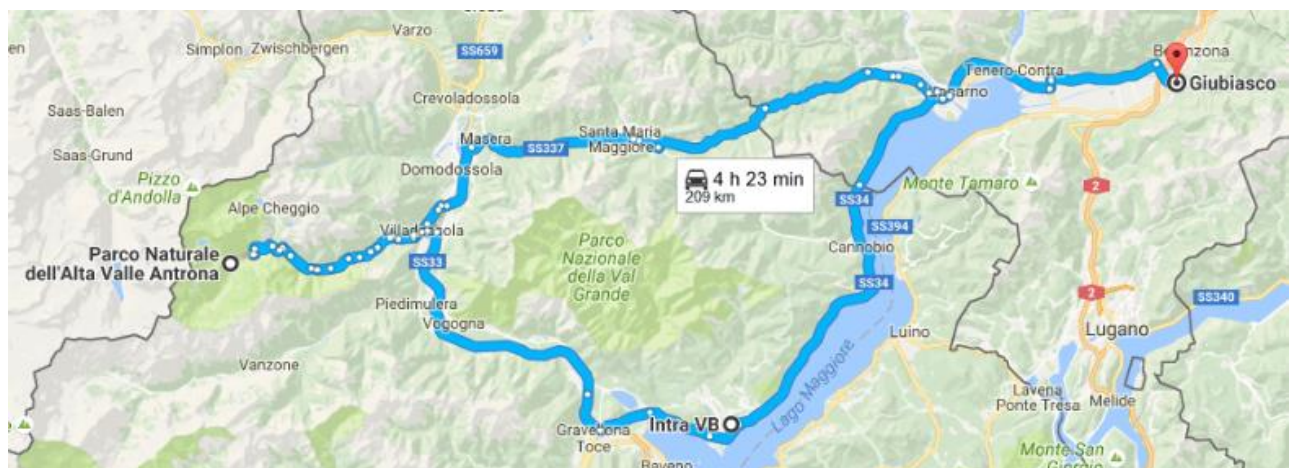 Varzo
SS659
Simplon
Zwischbergen
Saas-Balen
Crevoladossola
Tenero-Contra
Giubiasco
Masera
Santa Maria
Maggiore
SS337
Saas-Grund
Domodossola
4 h 23 min
209 km
Pizzo
d'Andolla
Monte Tamaro
2
Alpe Cheggio
SS34
SS394
Parco Naturale
dell'Alta Valle Antrona
Parco
Nazionale
della Val
Grande
Cannobio
SS33
SS34
2
SS340
Piedimulera
Vogogna
Luino
Lugano
Vanzone
Lago Maggiore
Lavena
Ponte Tresa
Melide
Intra VB
Toce
Monte San